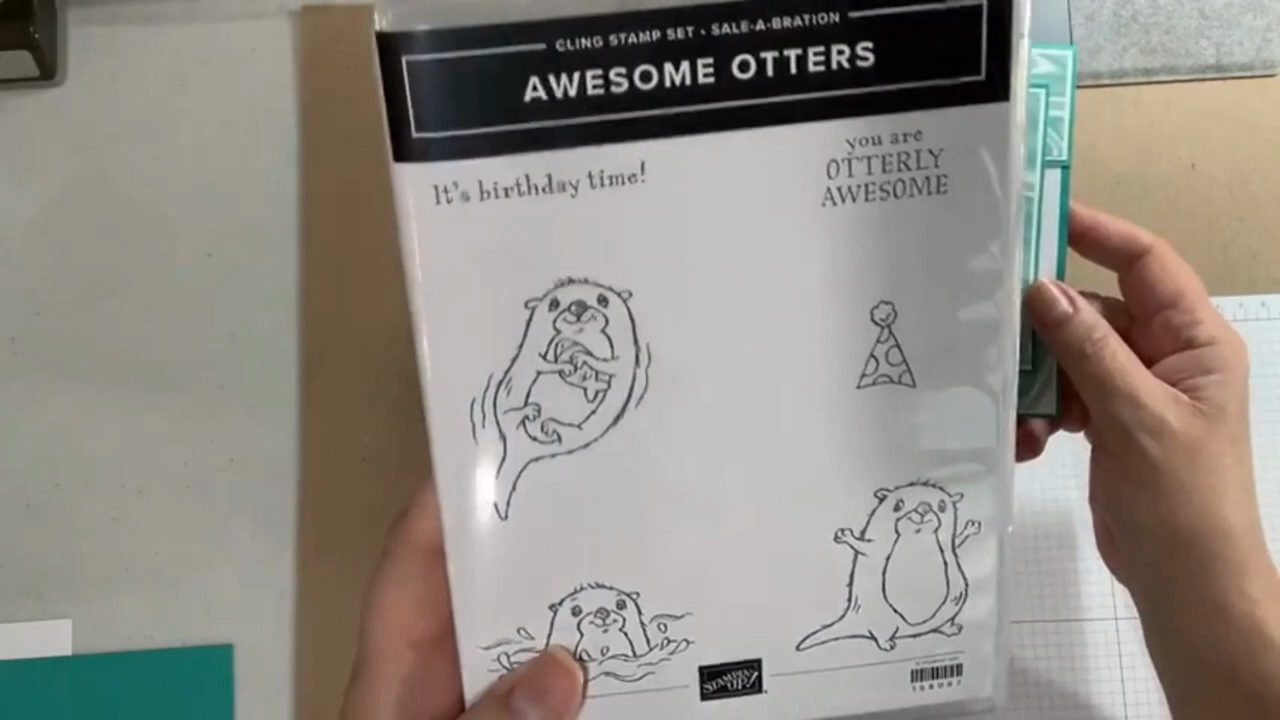 CLING STAMP SET • SALE-A-BRATION
AWESOME OTTERS
It's birthday time!
you are
OTTERLY
AWESOME
STAMPIN'
UP!